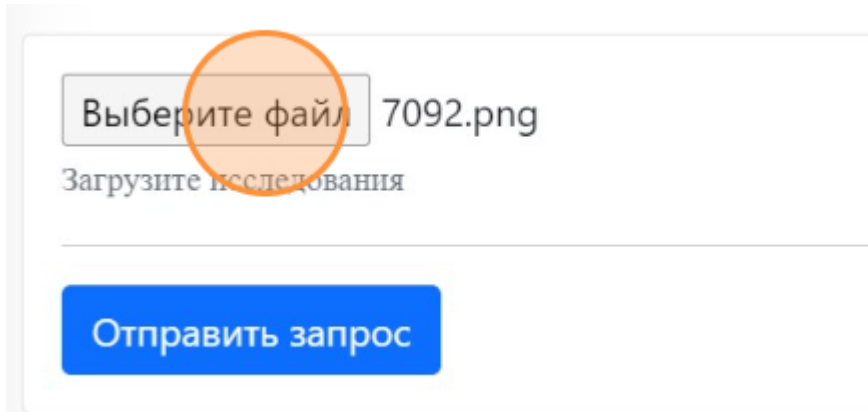 Выберите файл 7092.png
Загрузите исследования
Отправить запрос